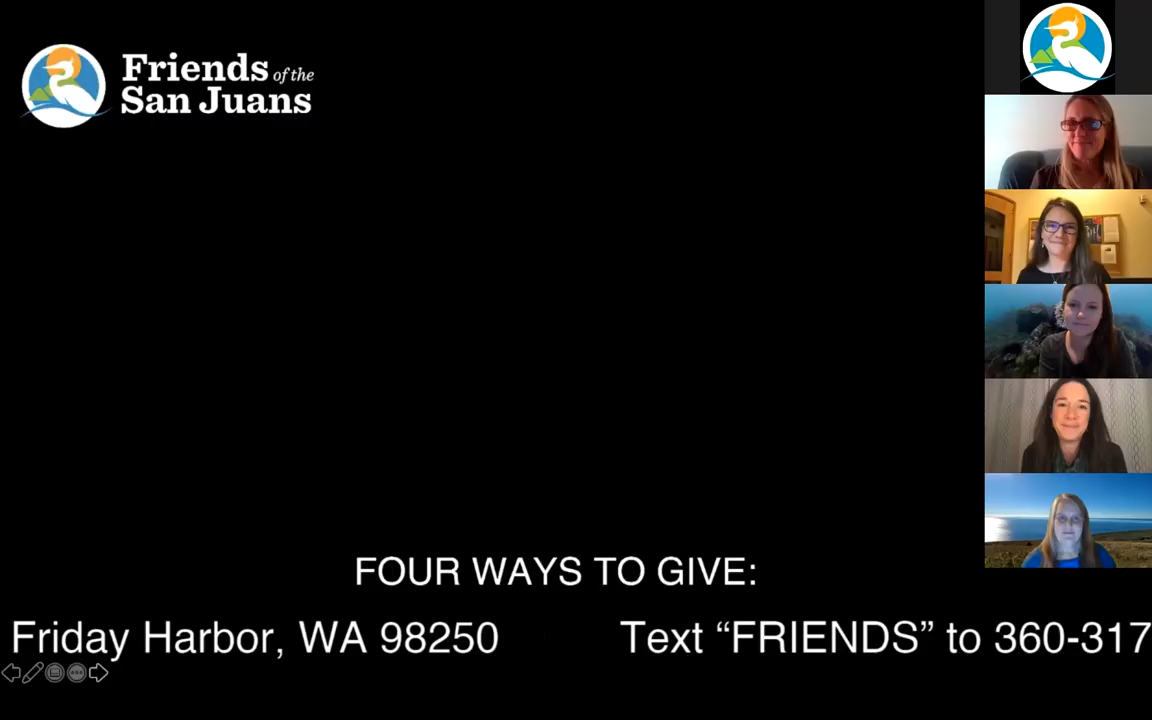 Friends of the
San Juans
FOUR WAYS TO GIVE:
Friday Harbor, WA 98250 Text “FRIENDS” to 360-317